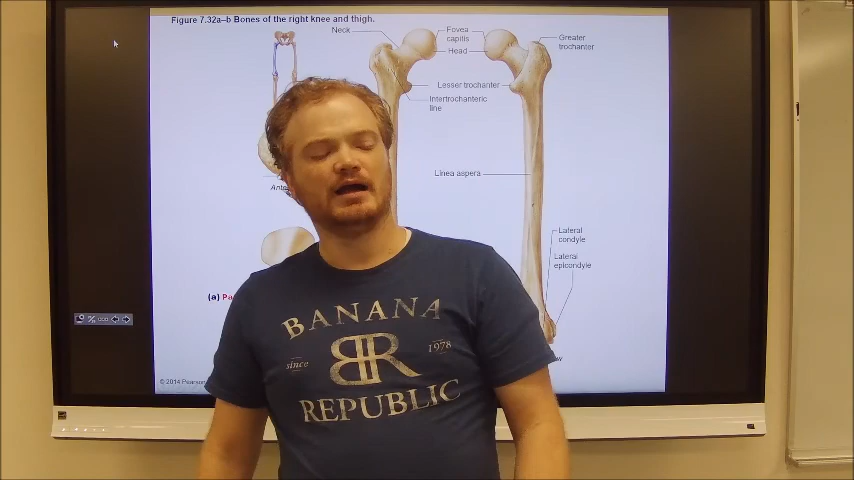 Figure 7.32a–b Bones of the right knee and thigh.
Neck
Fovea
capitis
Head
Greater
trochanter
Lesser trochanter
Intertrochanteric
line
Linea aspera
Lateral
condyle
Lateral
epicondyle
(a)
© 2014 Pearson
BANANA
since
BR
1978
REPUBLIC